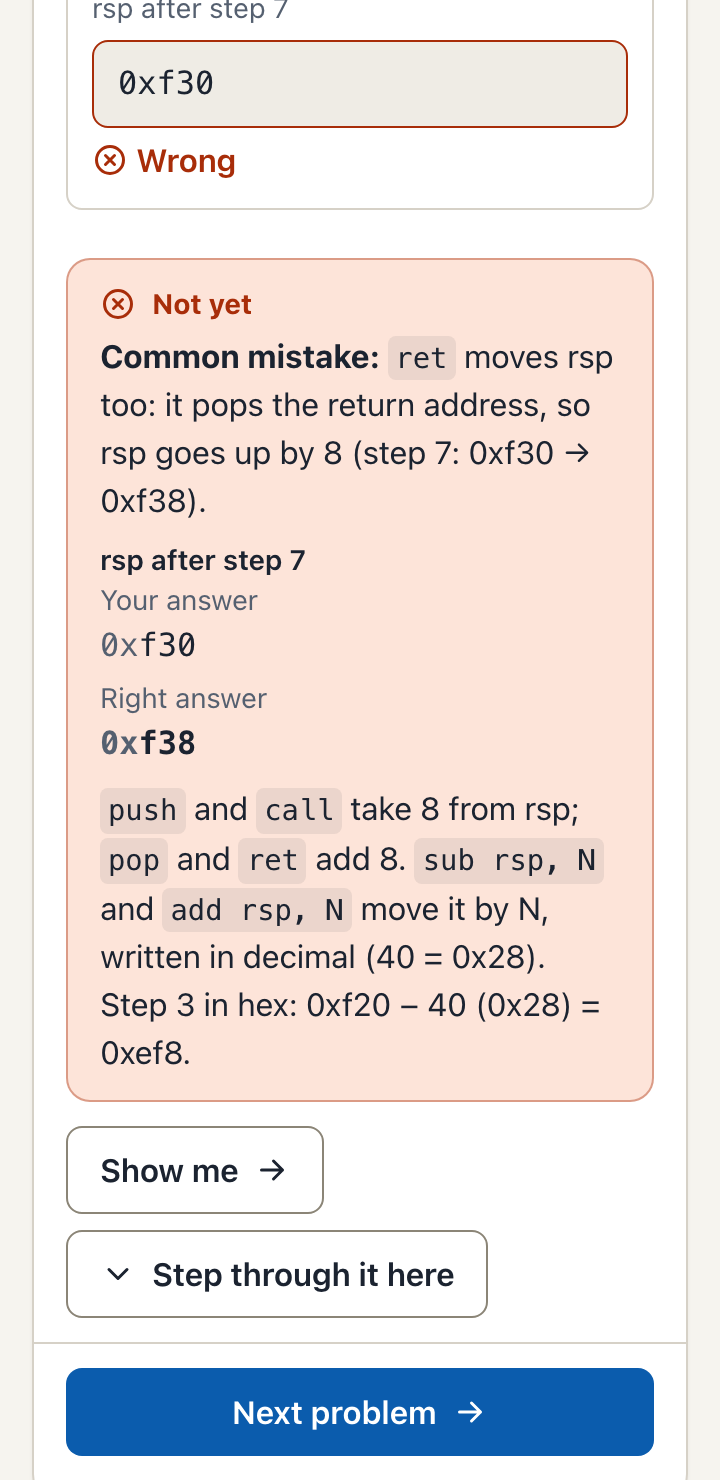 rsp after step 7
0xf30
Wrong
Not yet
Common mistake: ret moves rsp
too: it pops the return address, so
rsp goes up by 8 (step 7: 0xf30 →
0xf38).
rsp after step 7
Your answer
0xf30
Right answer
0xf38
push and call take 8 from rsp;
pop and ret add 8. sub rsp, N
and add rsp, N move it by N,
written in decimal (40 = 0x28).
Step 3 in hex: 0xf20 – 40 (0x28) =
0xef8.
Show me →
Step through it here
Next problem →